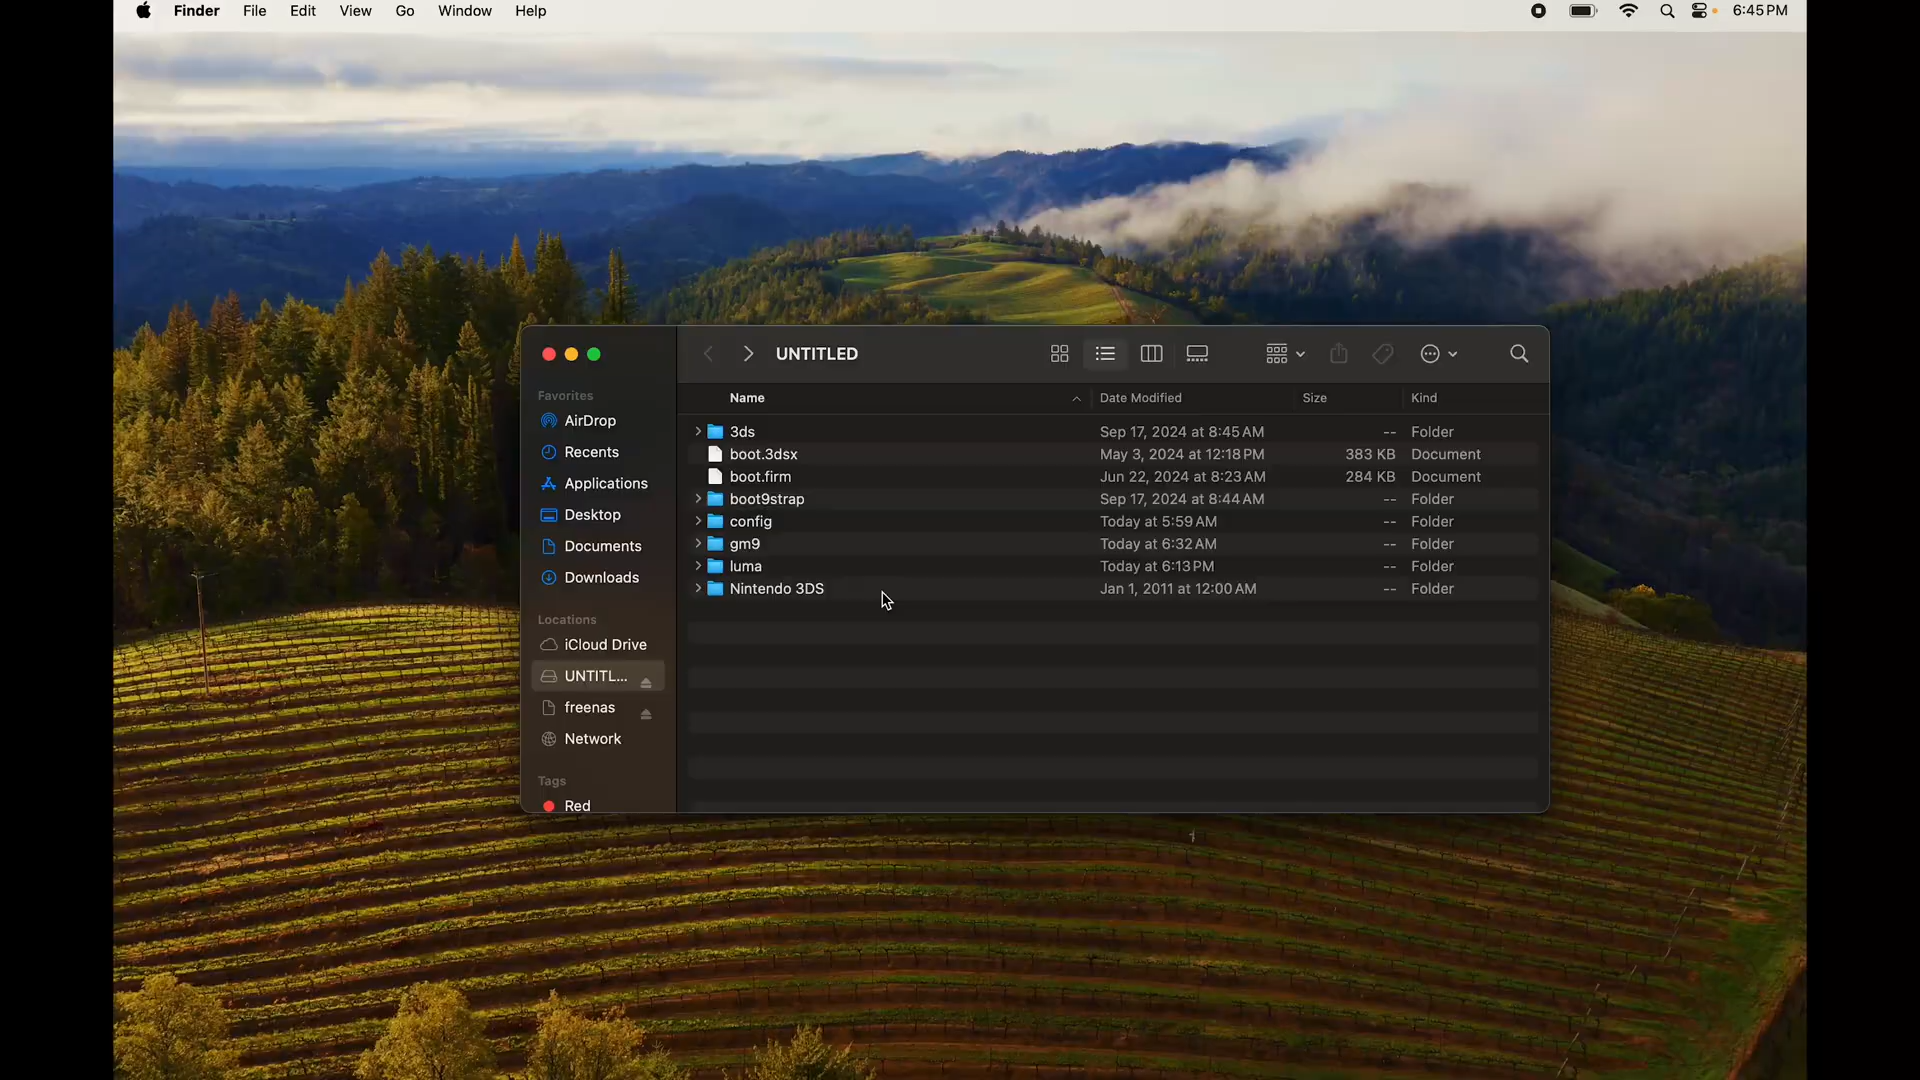 Finder File Edit View Go Window Help 6:45 PM
UNTITLED
Name Date Modified Size Kind
Favorites
AirDrop
Recents
Applications
Desktop
Documents
Downloads
Locations
iCloud Drive
UNTITL...
freenas
Network
Tags
Red
3ds Sep 17, 2024 at 8:45 AM -- Folder
boot.3dsx May 3, 2024 at 12:18 PM 383 KB Document
boot.firm Jun 22, 2024 at 8:23 AM 284 KB Document
boot9strap Sep 17, 2024 at 8:44 AM -- Folder
config Today at 5:59 AM -- Folder
gm9 Today at 6:32 AM -- Folder
luma Today at 6:13 PM -- Folder
Nintendo 3DS Jan 1, 2011 at 12:00 AM -- Folder